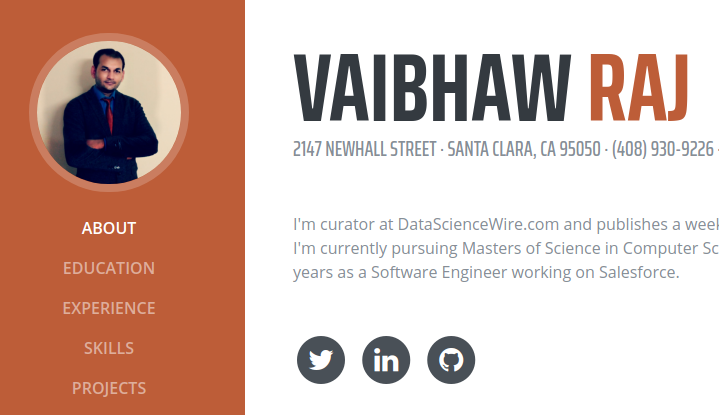 VAIBHAW RAJ
2147 NEWHALL STREET · SANTA CLARA, CA 95050 · (408) 930-9226 ·
I'm curator at DataScienceWire.com and publishes a week
I'm currently pursuing Masters of Science in Computer Sc
years as a Software Engineer working on Salesforce.
ABOUT
EDUCATION
EXPERIENCE
SKILLS
PROJECTS
in